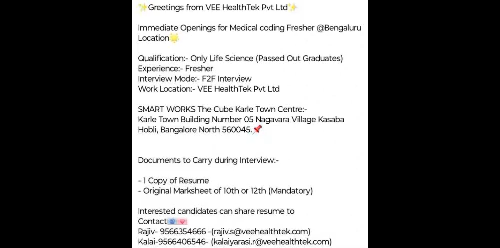 ✨Greetings from VEE HealthTek Pvt Ltd✨
Immediate Openings for Medical coding Fresher @Bengaluru
Location🌟
Qualification:- Only Life Science (Passed Out Graduates)
Experience:- Fresher
Interview Mode:- F2F Interview
Work Location:- VEE HealthTek Pvt Ltd
SMART WORKS The Cube Karle Town Centre:-
Karle Town Building Number 05 Nagavara Village Kasaba
Hobli, Bangalore North 560045.📌
Documents to Carry during Interview:-
- 1 Copy of Resume
- Original Marksheet of 10th or 12th (Mandatory)
Interested candidates can share resume to
Contact
Rajiv- 9566354666 -(rajiv.s@veehealthtek.com)
Kalai-9566406546- (kalaiyarasi.r@veehealthtek.com)